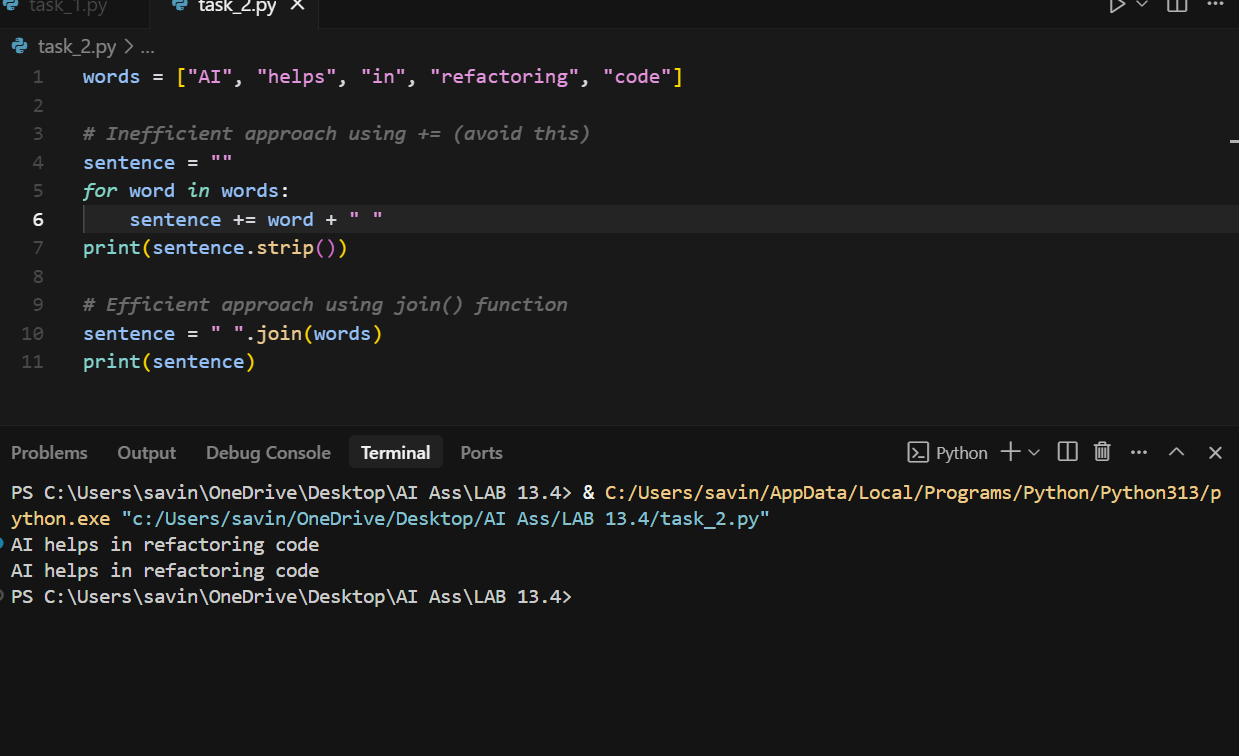 task_1.py task_2.py
task_2.py > ...
1 words = ["AI", "helps", "in", "refactoring", "code"]
2
3 # Inefficient approach using += (avoid this)
4 sentence = ""
5 for word in words:
6     sentence += word + " "
7 print(sentence.strip())
8
9 # Efficient approach using join() function
10 sentence = " ".join(words)
11 print(sentence)
Problems Output Debug Console Terminal Ports Python
PS C:\Users\savin\OneDrive\Desktop\AI Ass\LAB 13.4> & C:/Users/savin/AppData/Local/Programs/Python/Python313/p
ython.exe "c:/Users/savin/OneDrive/Desktop/AI Ass/LAB 13.4/task_2.py"
AI helps in refactoring code
AI helps in refactoring code
PS C:\Users\savin\OneDrive\Desktop\AI Ass\LAB 13.4>